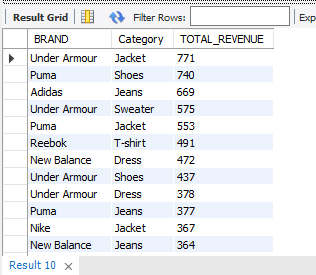 Result Grid Filter Rows: Exp
BRAND Category TOTAL_REVENUE
Under Armour Jacket 771
Puma Shoes 740
Adidas Jeans 669
Under Armour Sweater 575
Puma Jacket 553
Reebok T-shirt 491
New Balance Dress 472
Under Armour Shoes 437
Under Armour Dress 378
Puma Jeans 377
Nike Jacket 367
New Balance Jeans 364
Result 10 ×